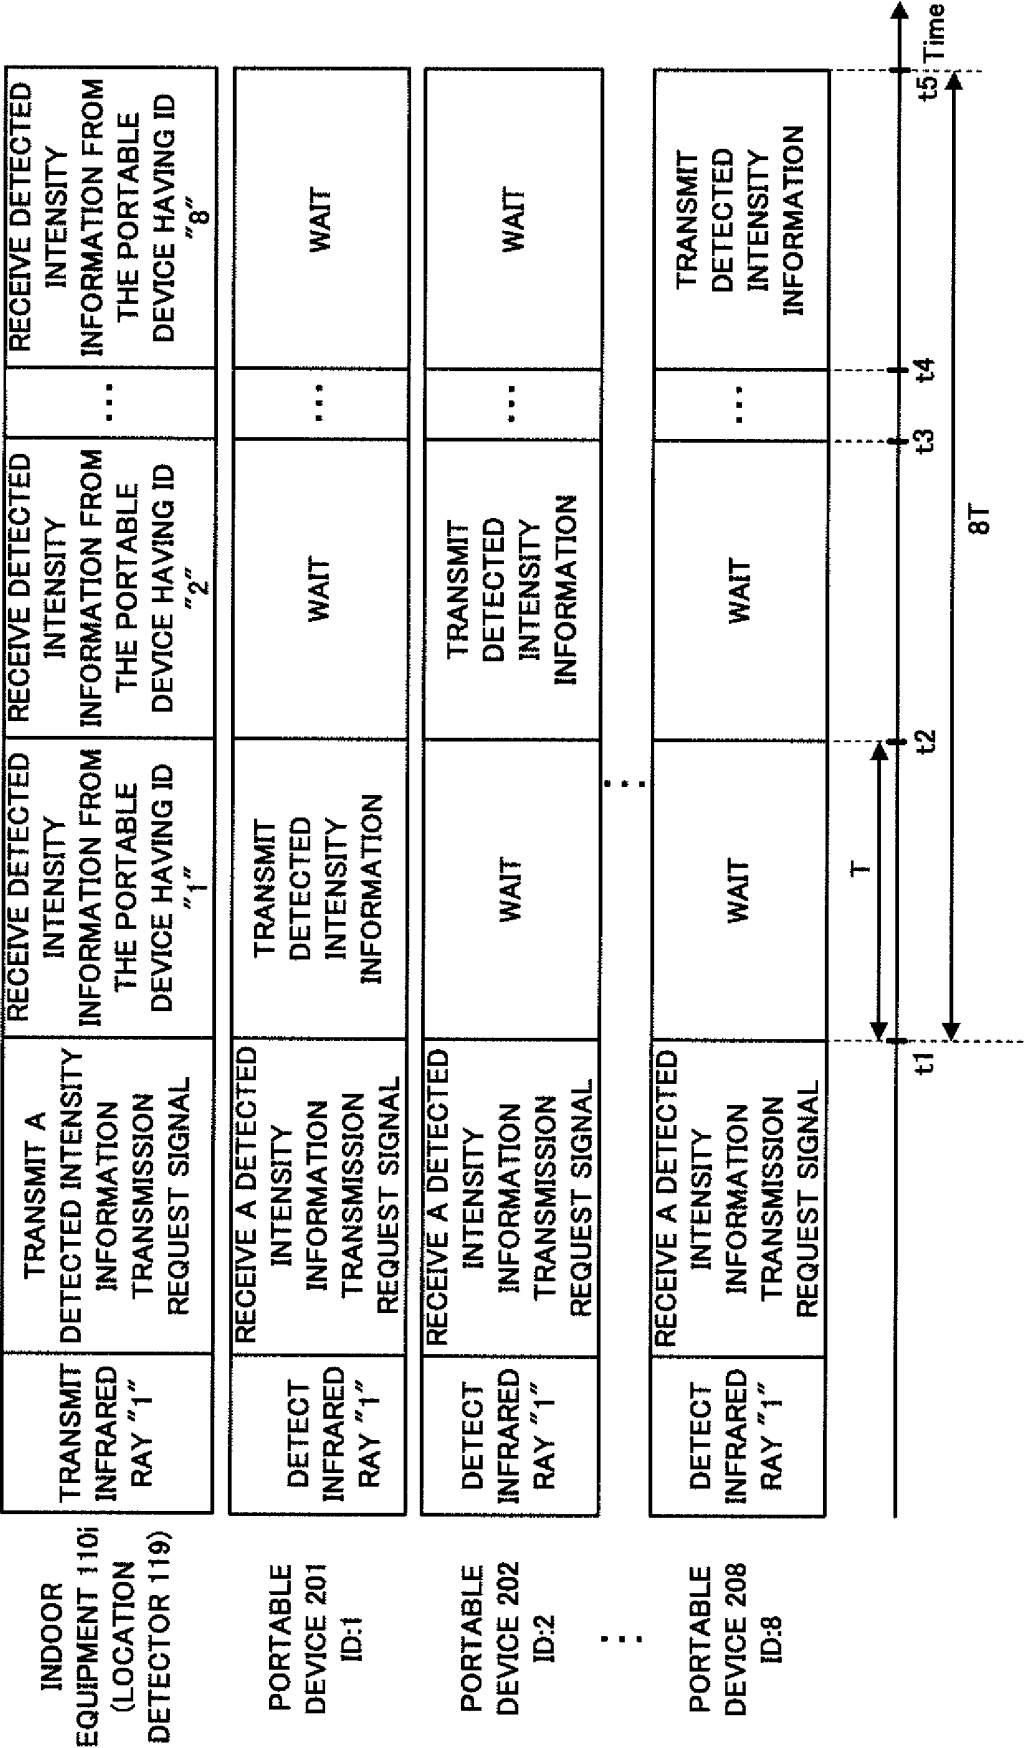 INDOOR
EQUIPMENT 110i
(LOCATION
DETECTOR 119)
TRANSMIT
INFRARED
RAY "1"
TRANSMIT A
DETECTED INTENSITY
INFORMATION
TRANSMISSION
REQUEST SIGNAL
RECEIVE DETECTED
INTENSITY
INFORMATION FROM
THE PORTABLE
DEVICE HAVING ID
"1"
RECEIVE DETECTED
INTENSITY
INFORMATION FROM
THE PORTABLE
DEVICE HAVING ID
"2"
...
RECEIVE DETECTED
INTENSITY
INFORMATION FROM
THE PORTABLE
DEVICE HAVING ID
"8"
PORTABLE
DEVICE 201
ID:1
DETECT
INFRARED
RAY "1"
RECEIVE A DETECTED
INTENSITY
INFORMATION
TRANSMISSION
REQUEST SIGNAL
TRANSMIT
DETECTED
INTENSITY
INFORMATION
WAIT
...
WAIT
PORTABLE
DEVICE 202
ID:2
DETECT
INFRARED
RAY "1"
RECEIVE A DETECTED
INTENSITY
INFORMATION
TRANSMISSION
REQUEST SIGNAL
WAIT
TRANSMIT
DETECTED
INTENSITY
INFORMATION
...
WAIT
...
...
PORTABLE
DEVICE 208
ID:8
DETECT
INFRARED
RAY "1"
RECEIVE A DETECTED
INTENSITY
INFORMATION
TRANSMISSION
REQUEST SIGNAL
WAIT
WAIT
...
TRANSMIT
DETECTED
INTENSITY
INFORMATION
T
t1
t2
t3
t4
t5
Time
8T